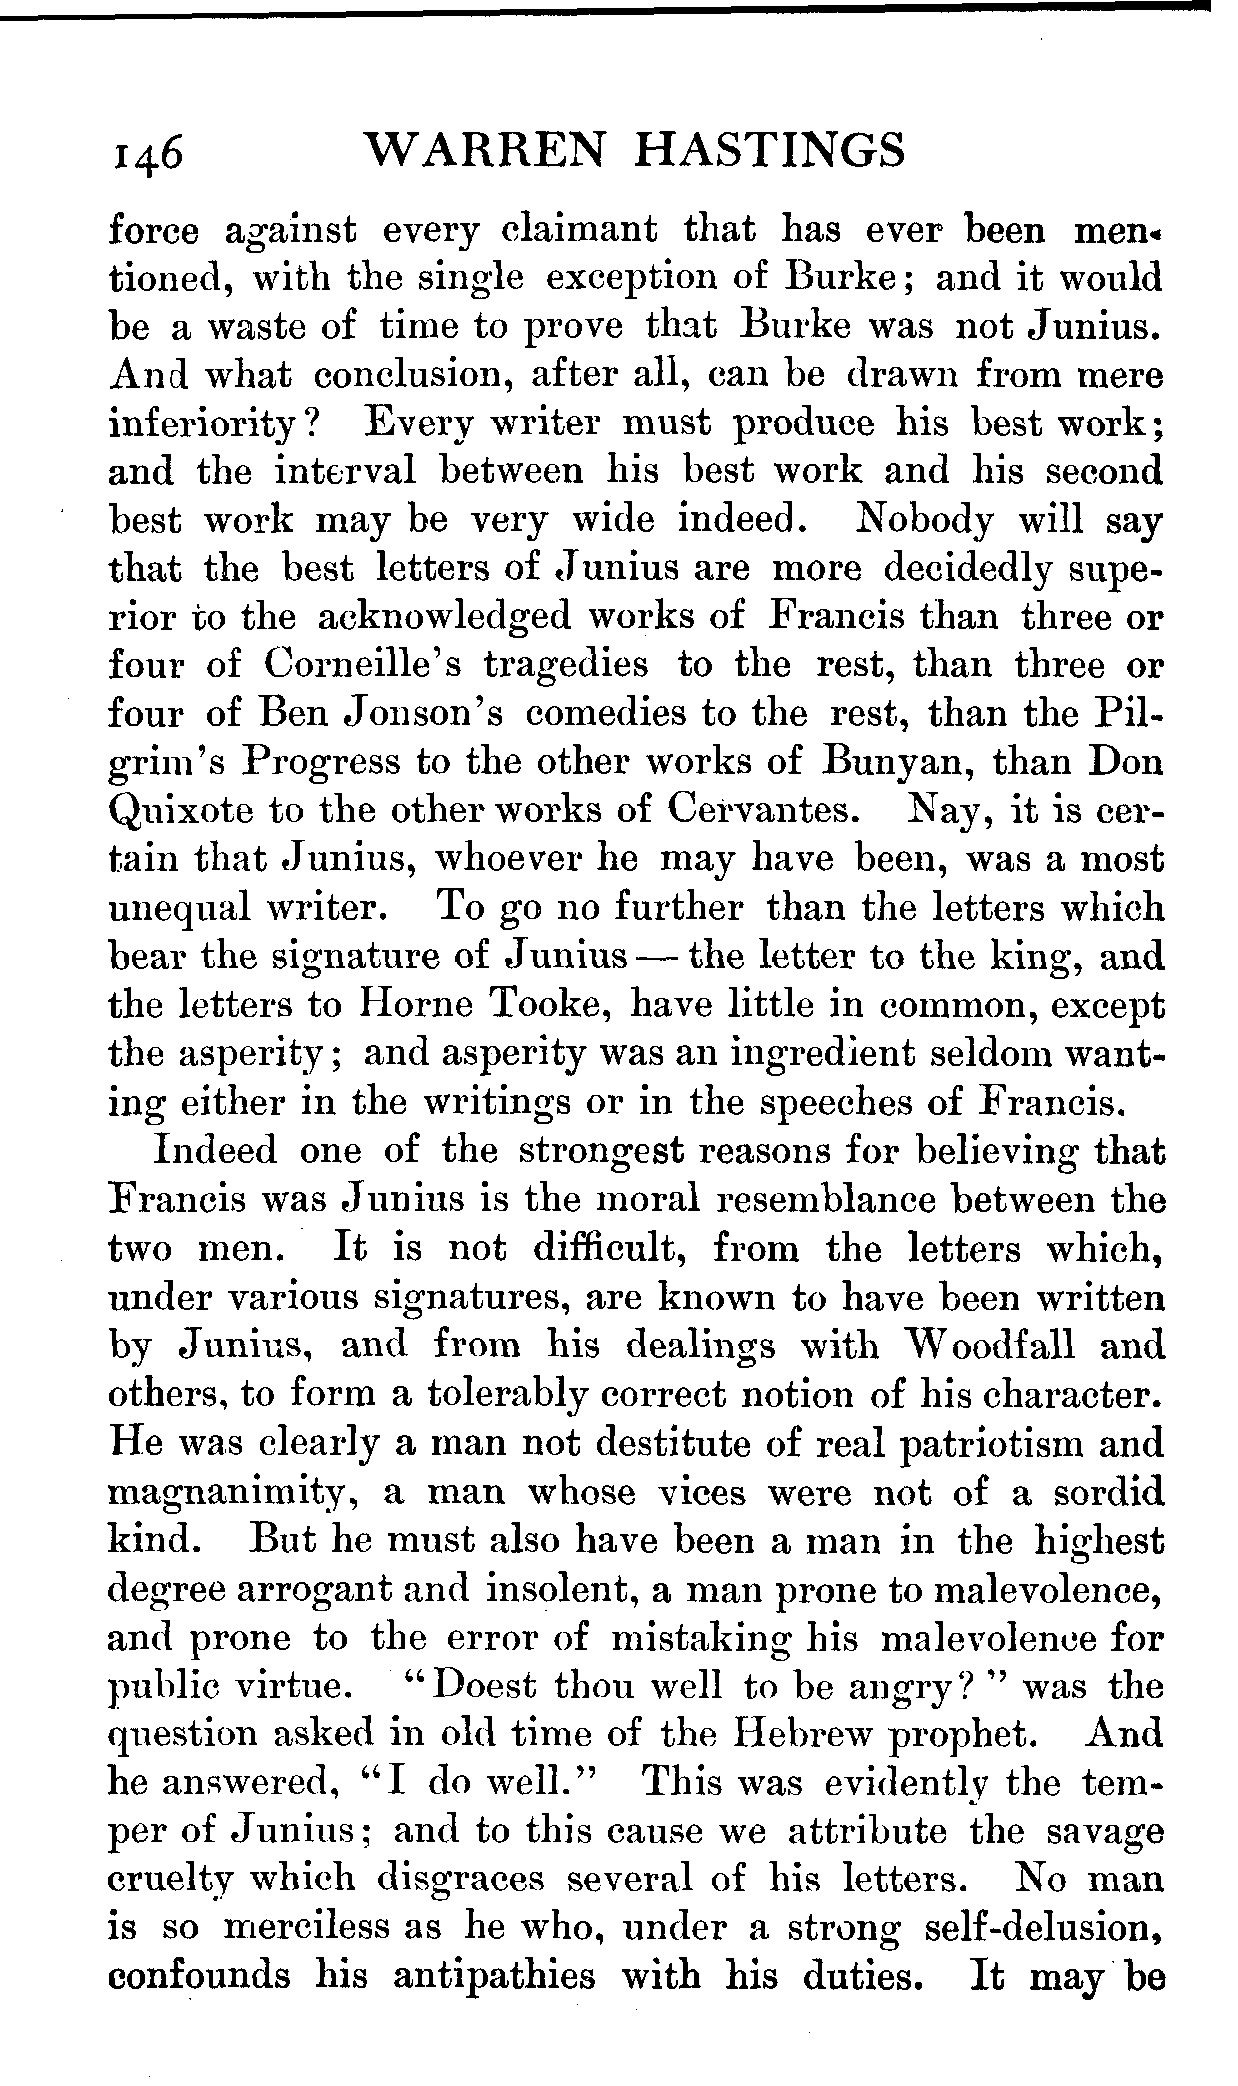 146 WARREN HASTINGS
force against every claimant that has ever been men-
tioned, with the single exception of Burke; and it would
be a waste of time to prove that Burke was not Junius.
And what conclusion, after all, can be drawn from mere
inferiority? Every writer must produce his best work;
and the interval between his best work and his second
best work may be very wide indeed. Nobody will say
that the best letters of Junius are more decidedly supe-
rior to the acknowledged works of Francis than three or
four of Corneille's tragedies to the rest, than three or
four of Ben Jonson's comedies to the rest, than the Pil-
grim's Progress to the other works of Bunyan, than Don
Quixote to the other works of Cervantes. Nay, it is cer-
tain that Junius, whoever he may have been, was a most
unequal writer. To go no further than the letters which
bear the signature of Junius — the letter to the king, and
the letters to Horne Tooke, have little in common, except
the asperity; and asperity was an ingredient seldom want-
ing either in the writings or in the speeches of Francis.
Indeed one of the strongest reasons for believing that
Francis was Junius is the moral resemblance between the
two men. It is not difficult, from the letters which,
under various signatures, are known to have been written
by Junius, and from his dealings with Woodfall and
others, to form a tolerably correct notion of his character.
He was clearly a man not destitute of real patriotism and
magnanimity, a man whose vices were not of a sordid
kind. But he must also have been a man in the highest
degree arrogant and insolent, a man prone to malevolence,
and prone to the error of mistaking his malevolence for
public virtue. "Doest thou well to be angry?" was the
question asked in old time of the Hebrew prophet. And
he answered, "I do well." This was evidently the tem-
per of Junius; and to this cause we attribute the savage
cruelty which disgraces several of his letters. No man
is so merciless as he who, under a strong self-delusion,
confounds his antipathies with his duties. It may be